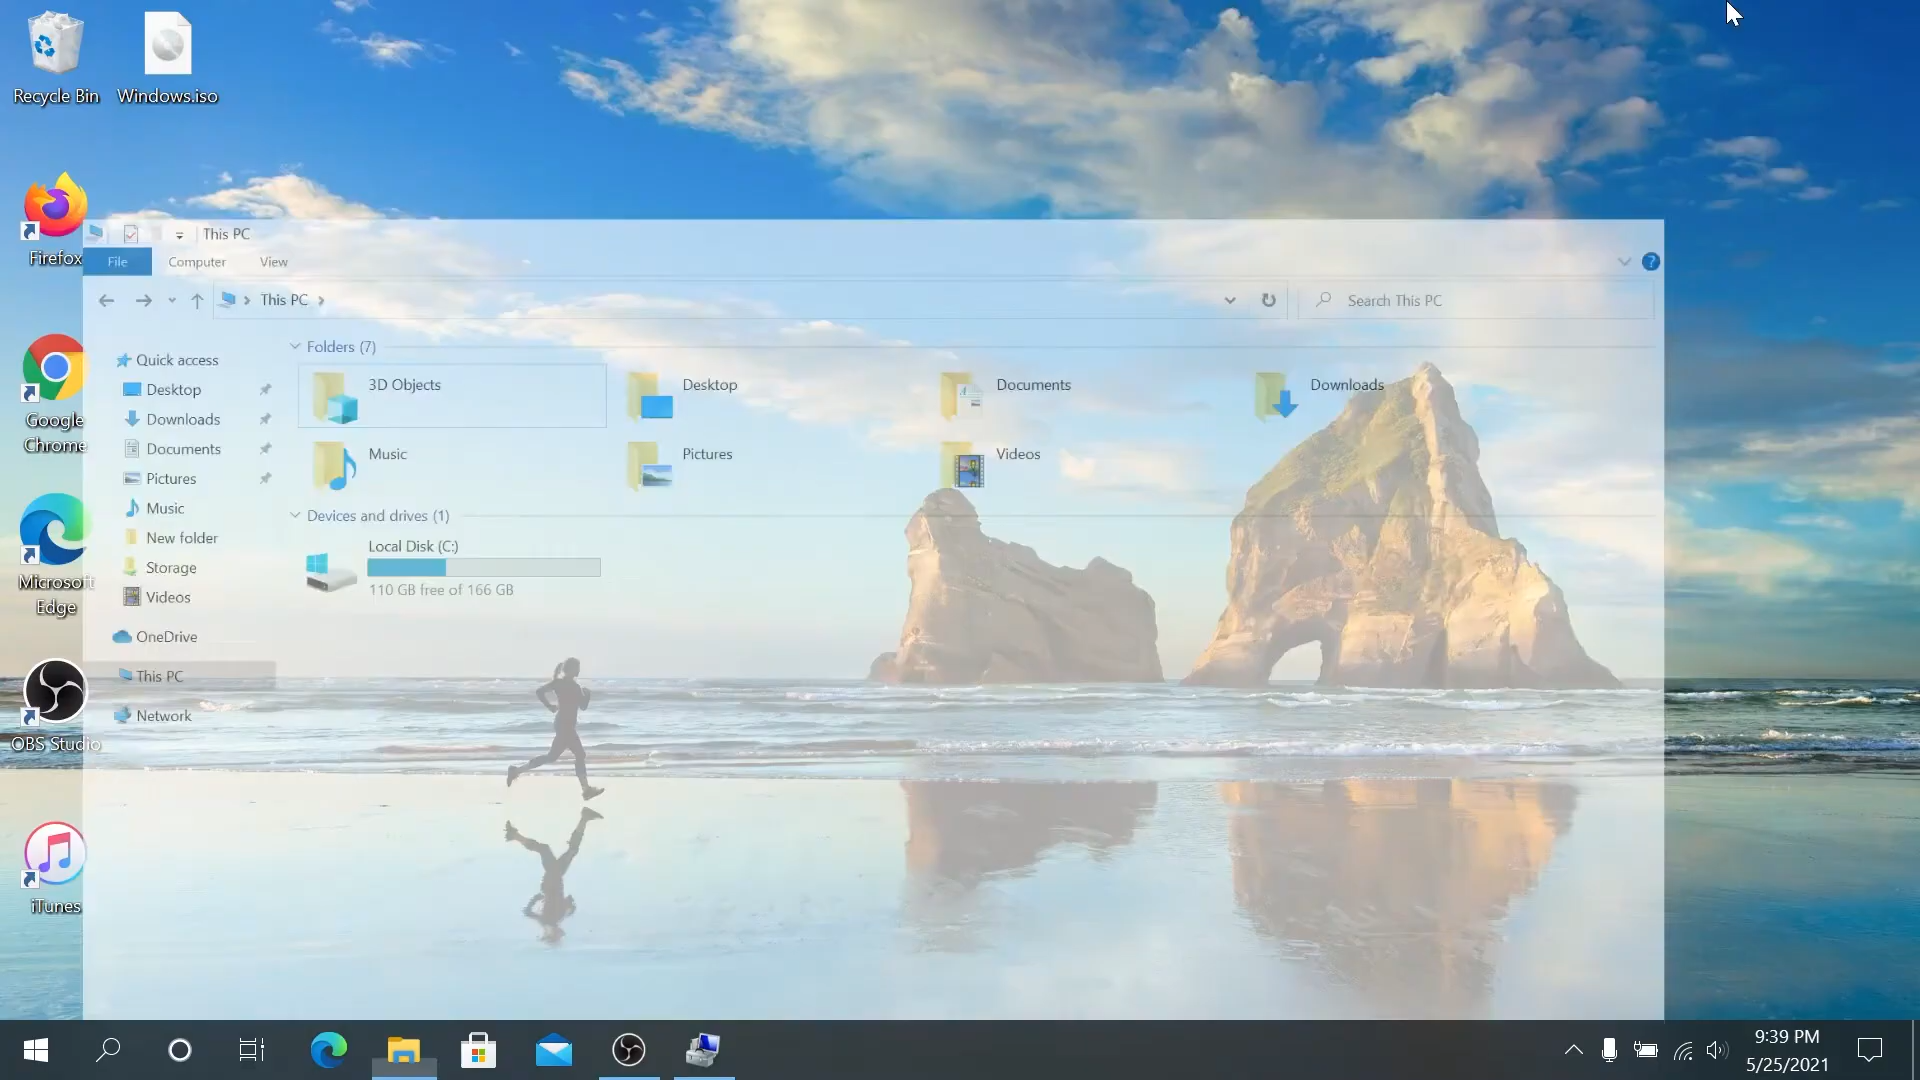 Recycle Bin
Windows.iso
Firefox
Google
Chrome
Microsoft
Edge
OBS Studio
iTunes
This PC
File
Computer
View
This PC
Search This PC
Quick access
Desktop
Downloads
Documents
Pictures
Music
New folder
Storage
Videos
OneDrive
This PC
Network
Folders (7)
3D Objects
Desktop
Documents
Downloads
Music
Pictures
Videos
Devices and drives (1)
Local Disk (C:)
110 GB free of 166 GB
9:39 PM
5/25/2021